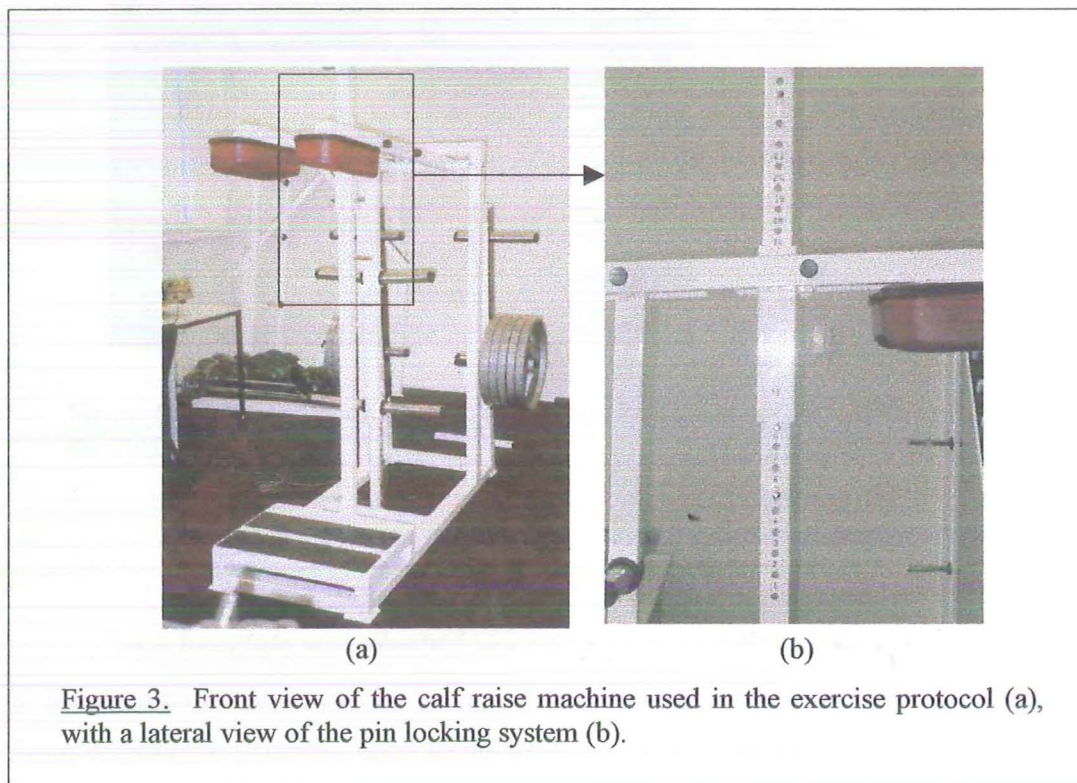 (a)
(b)
Figure 3. Front view of the calf raise machine used in the exercise protocol (a),
with a lateral view of the pin locking system (b).